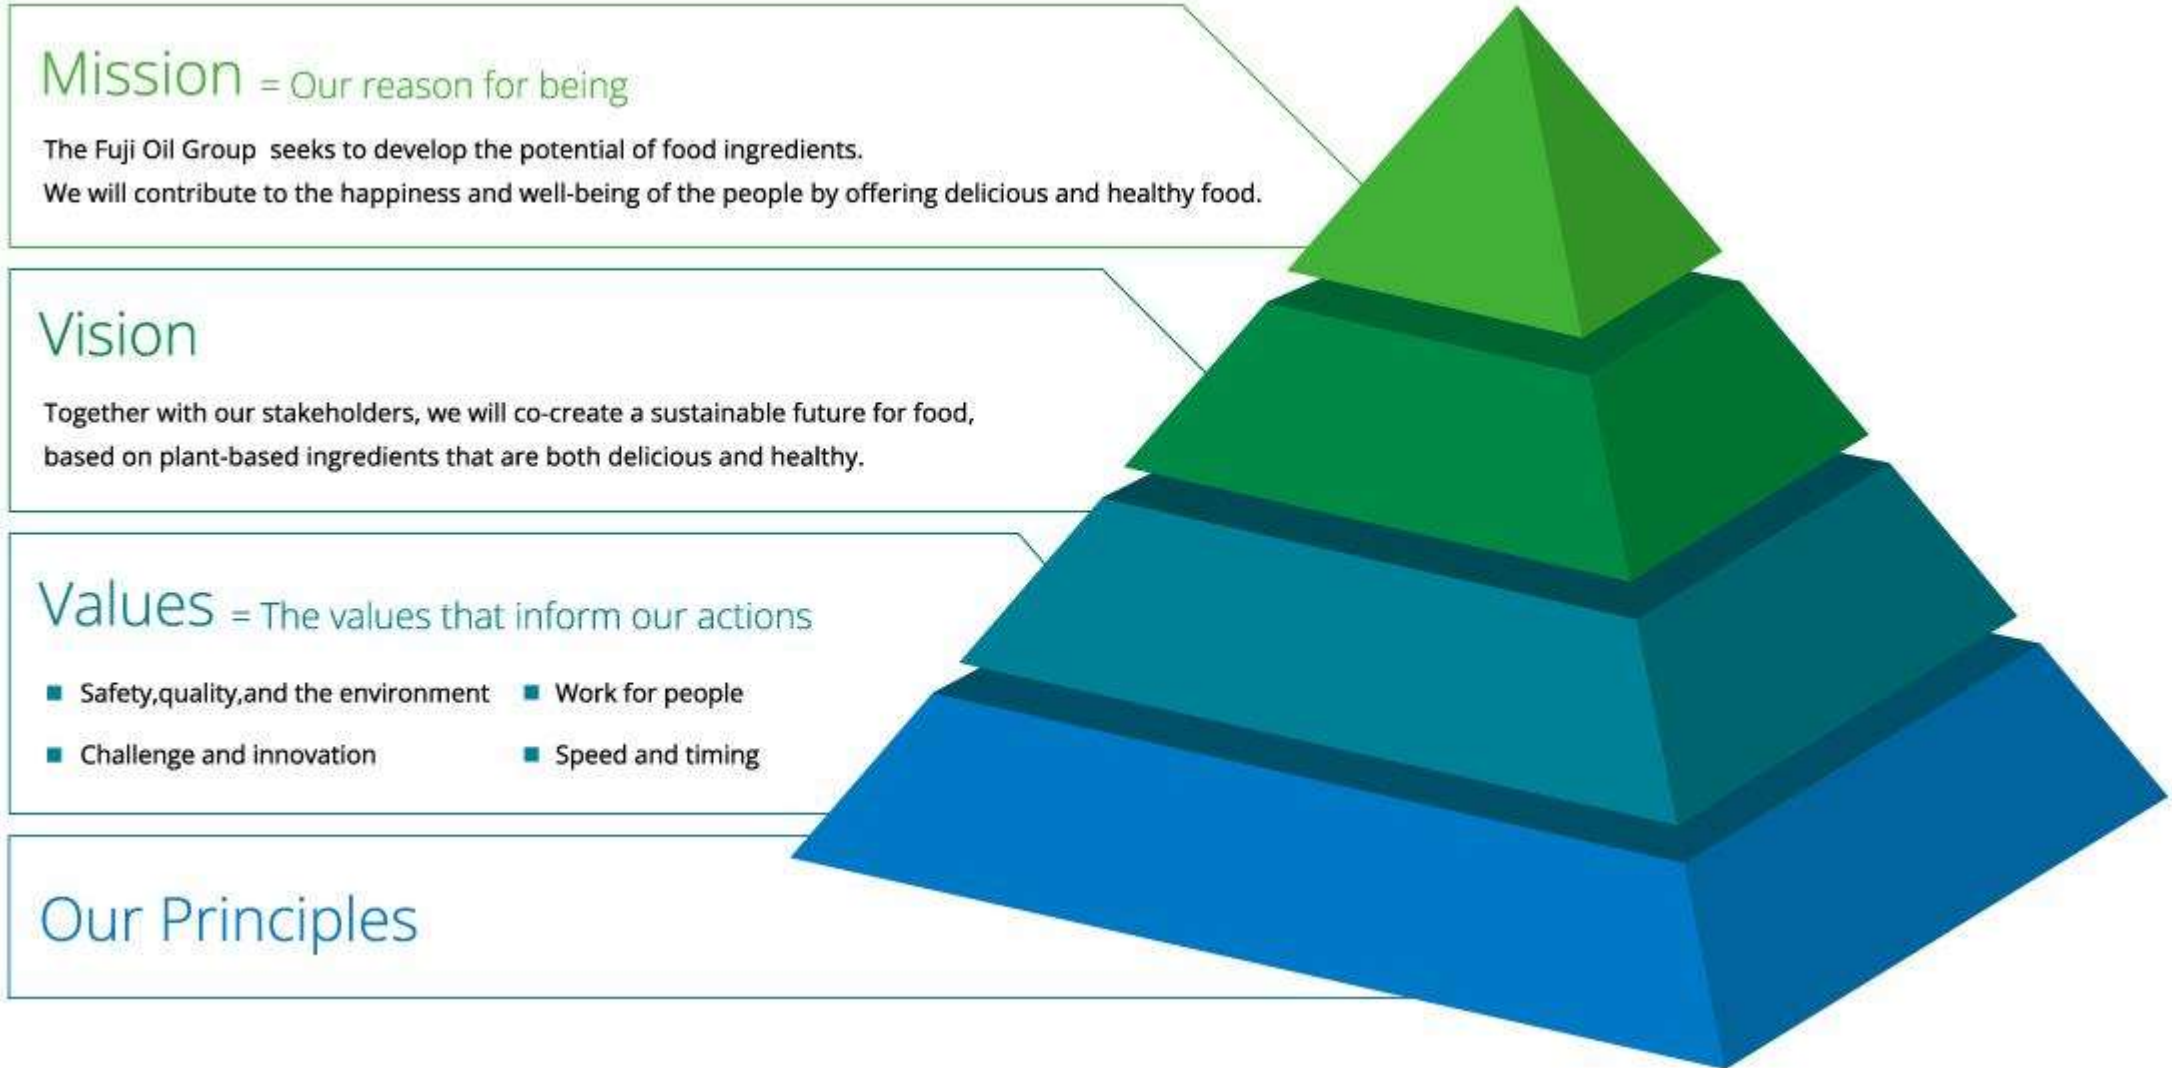 Mission = Our reason for being
The Fuji Oil Group seeks to develop the potential of food ingredients.
We will contribute to the happiness and well-being of the people by offering delicious and healthy food.
Vision
Together with our stakeholders, we will co-create a sustainable future for food,
based on plant-based ingredients that are both delicious and healthy.
Values = The values that inform our actions
Safety,quality,and the environment
Work for people
Challenge and innovation
Speed and timing
Our Principles